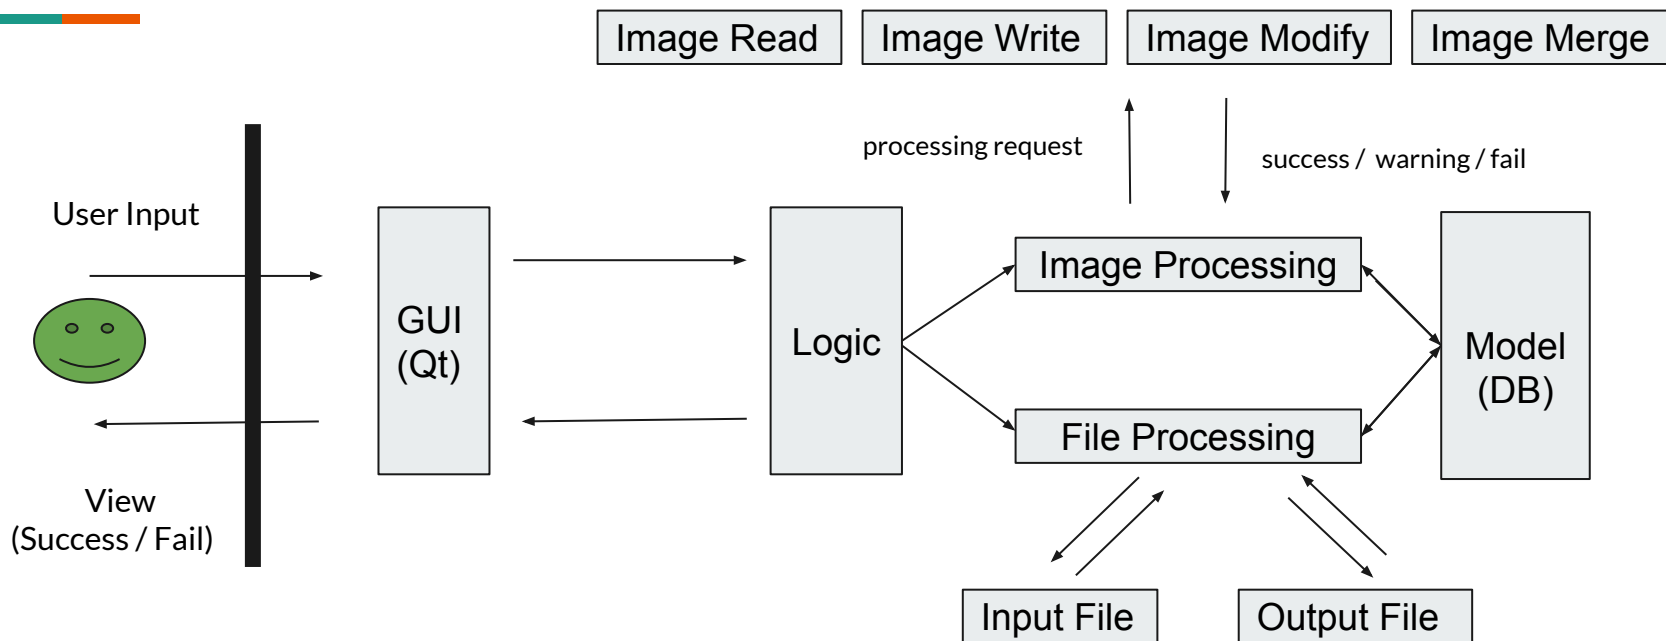 Image Read
Image Write
Image Modify
Image Merge
processing request
success / warning / fail
User Input
GUI
(Qt)
Logic
Image Processing
File Processing
Model
(DB)
View
(Success / Fail)
Input File
Output File